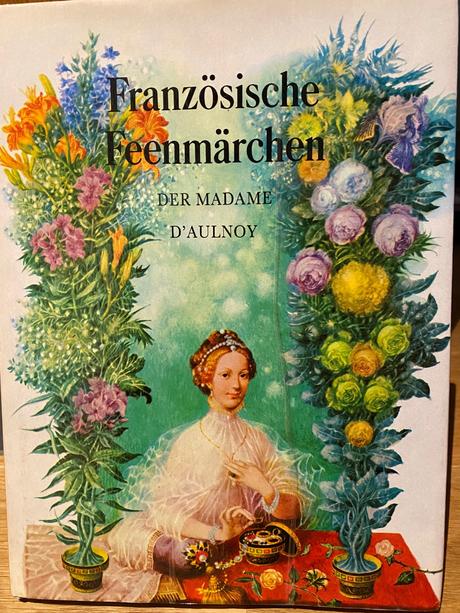 Französische
Feenmärchen
DER MADAME
D'AULNOY